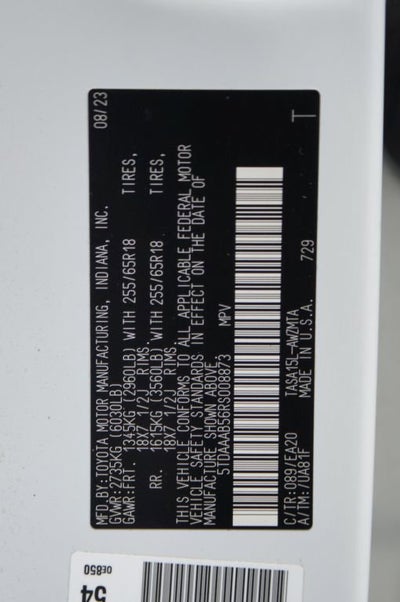 MFD.BY:TOYOTA MOTOR MANUFACTURING, INDIANA, INC. 08/23
GVWR:2735KG (6030LB)
GAWR:FRT. 1345KG (2960LB) WITH 255/65R18 TIRES,
18X7 1/2J RIMS.
RR. 1615KG (3560LB) WITH 255/65R18 TIRES,
18X7 1/2J RIMS.
THIS VEHICLE CONFORMS TO ALL APPLICABLE FEDERAL MOTOR
VEHICLE SAFETY STANDARDS IN EFFECT ON THE DATE OF
MANUFACTURE SHOWN ABOVE.
5TDAAAB56RS008873 MPV
C/TR:089/EA20 TASA15L-AWZMTA
A/TM:/UA81F MADE IN U.S.A. 729 T
54
0E850